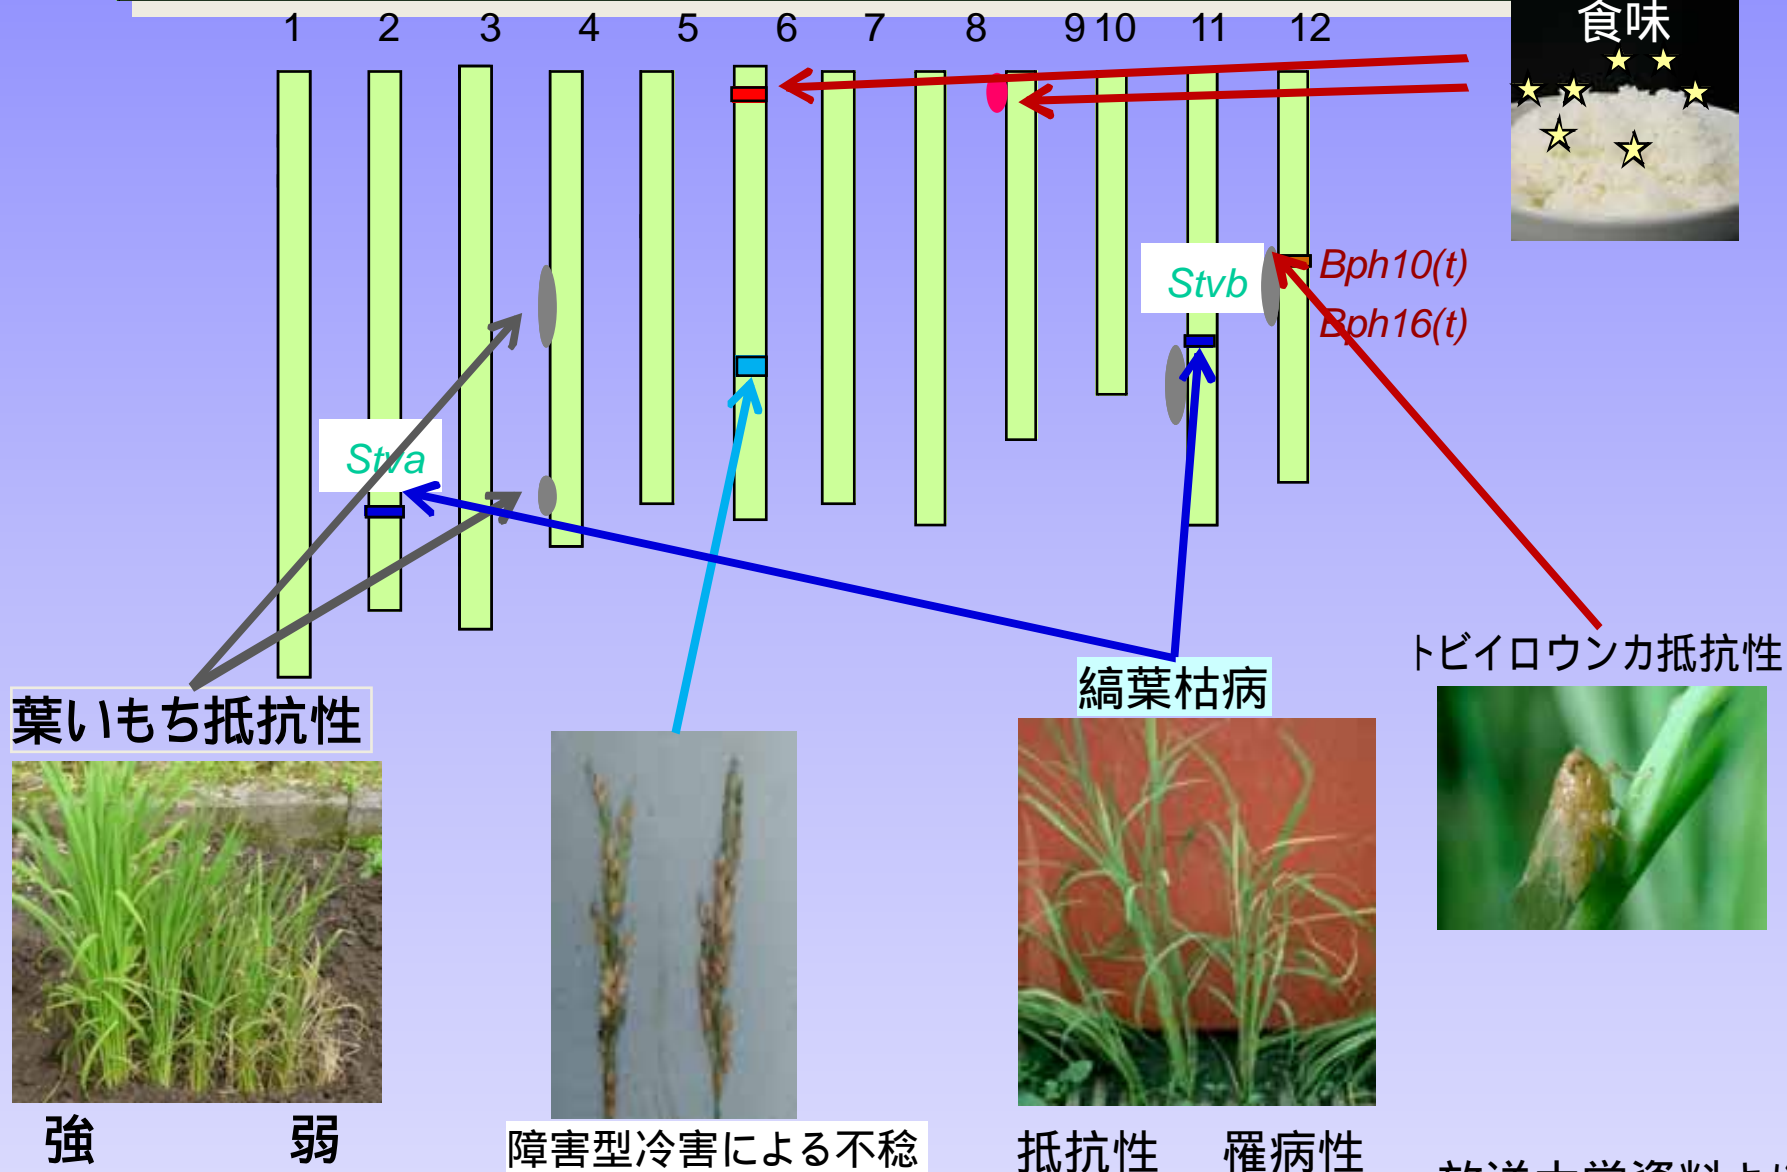 食味
1 2 3 4 5 6 7 8 9 10 11 12
Bph10(t)
Stvb
Bph16(t)
Stva
トビイロウンカ抵抗性
縞葉枯病
葉いもち抵抗性
強 弱
障害型冷害による不稔
抵抗性 罹病性